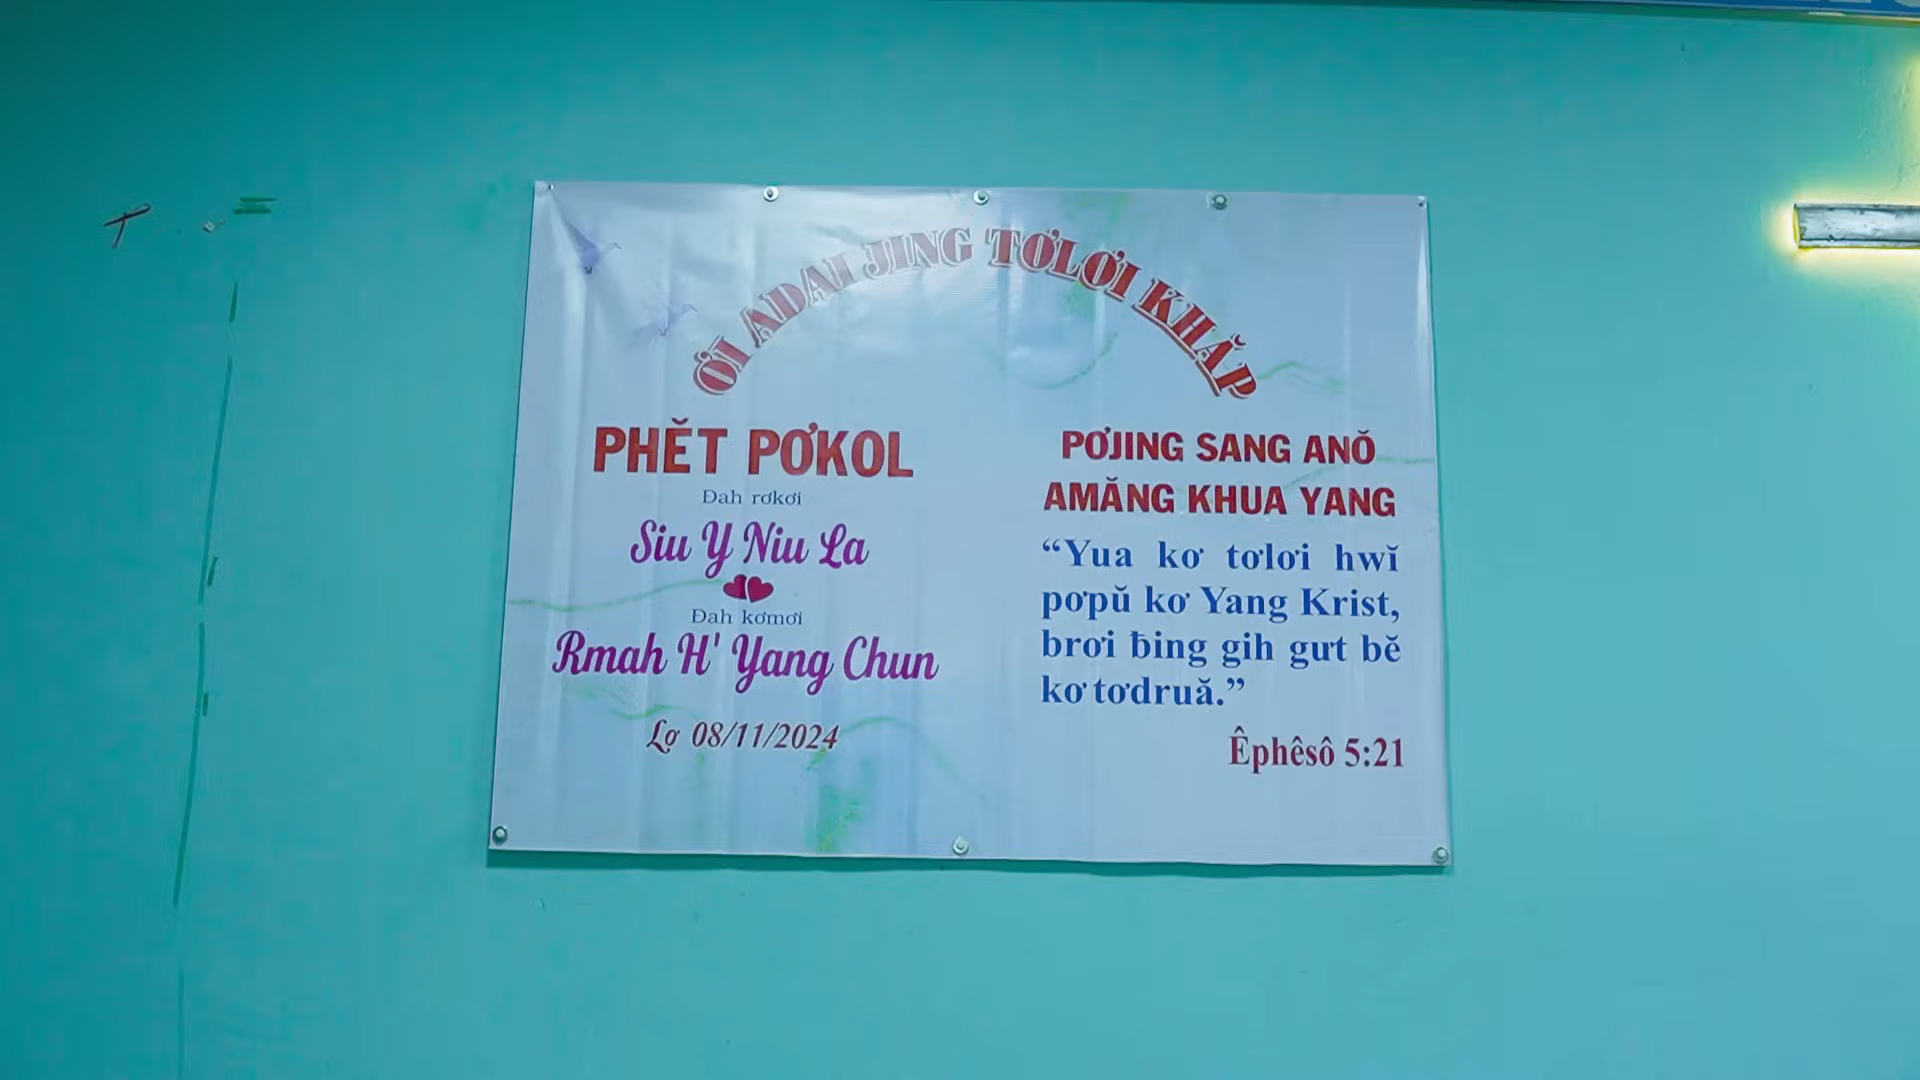 ƠI ADAI JING TƠLƠI KHĂP
PHĔT PƠKOL
Đah rơkơi
Siu Y Niu La
Đah kơmơi
Rmah H' Yang Chun
Lơ 08/11/2024
PƠJING SANG ANŎ
AMĂNG KHUA YANG
“Yua kơ tơlơi hwĭ
pơpŭ kơ Yang Krist,
brơi ƀing gih gưt bĕ
kơ tơdruă.”
Êphêsô 5:21